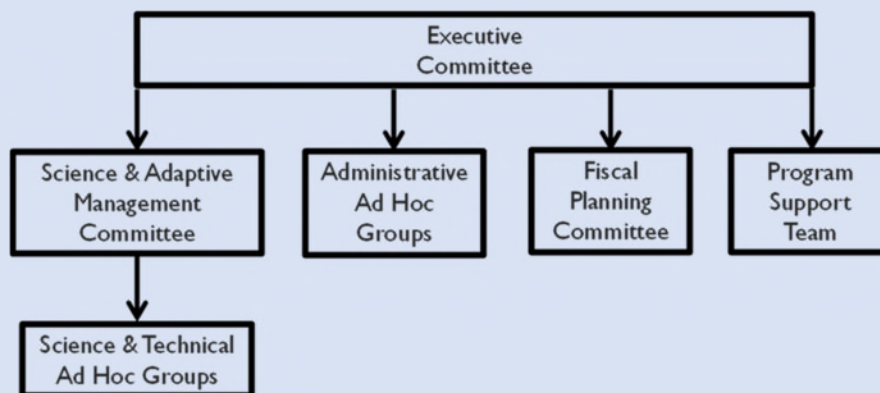 Executive
Committee
Science & Adaptive
Management
Committee
Administrative
Ad Hoc
Groups
Fiscal
Planning
Committee
Program
Support
Team
Science & Technical
Ad Hoc Groups